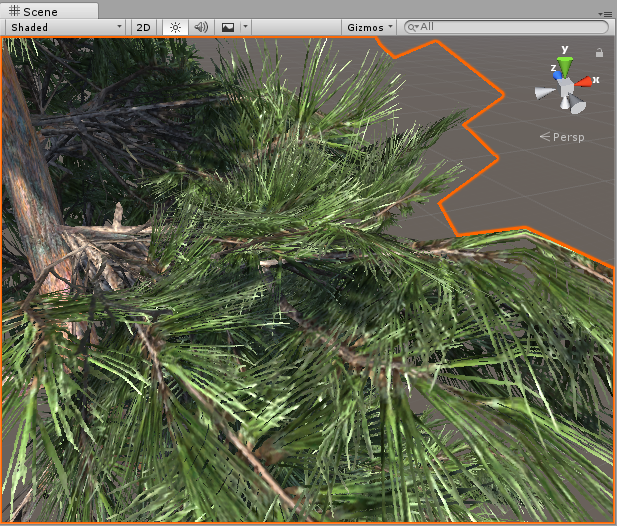 Scene
Shaded 2D Gizmos All
y
z x
Persp